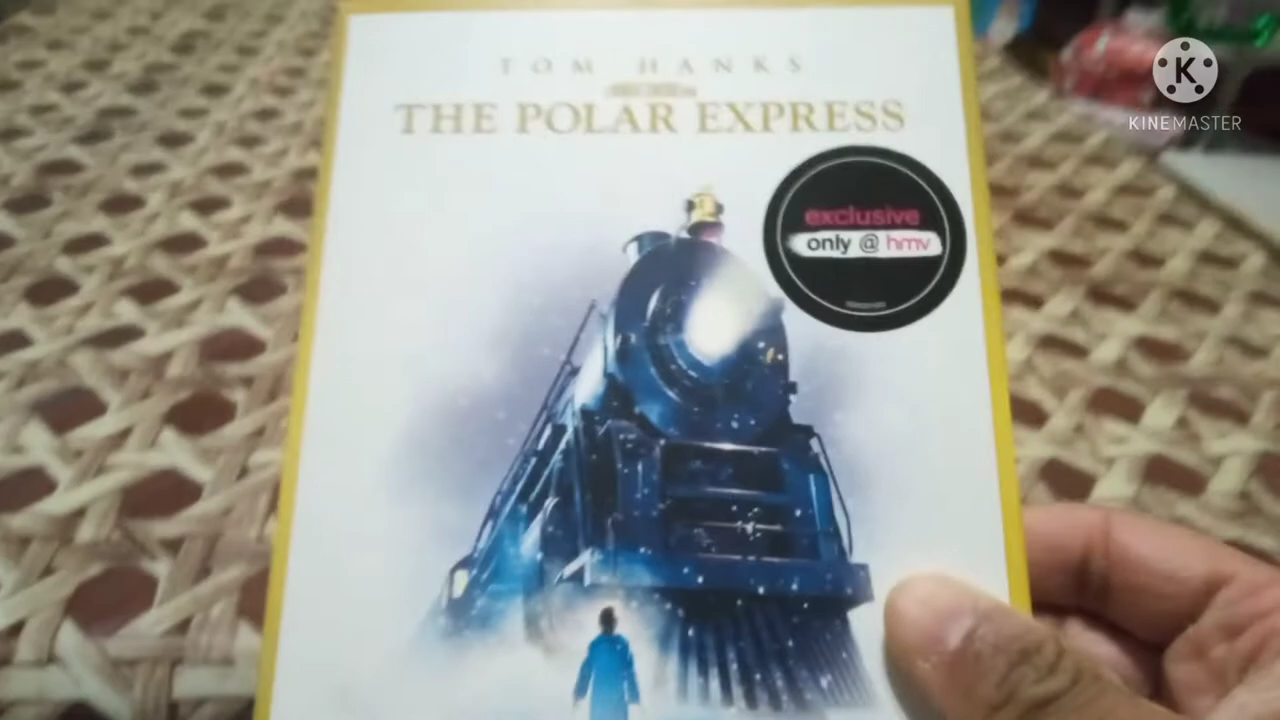 TOM HANKS
THE POLAR EXPRESS
exclusive
only @ hmv
K
KINEMASTER